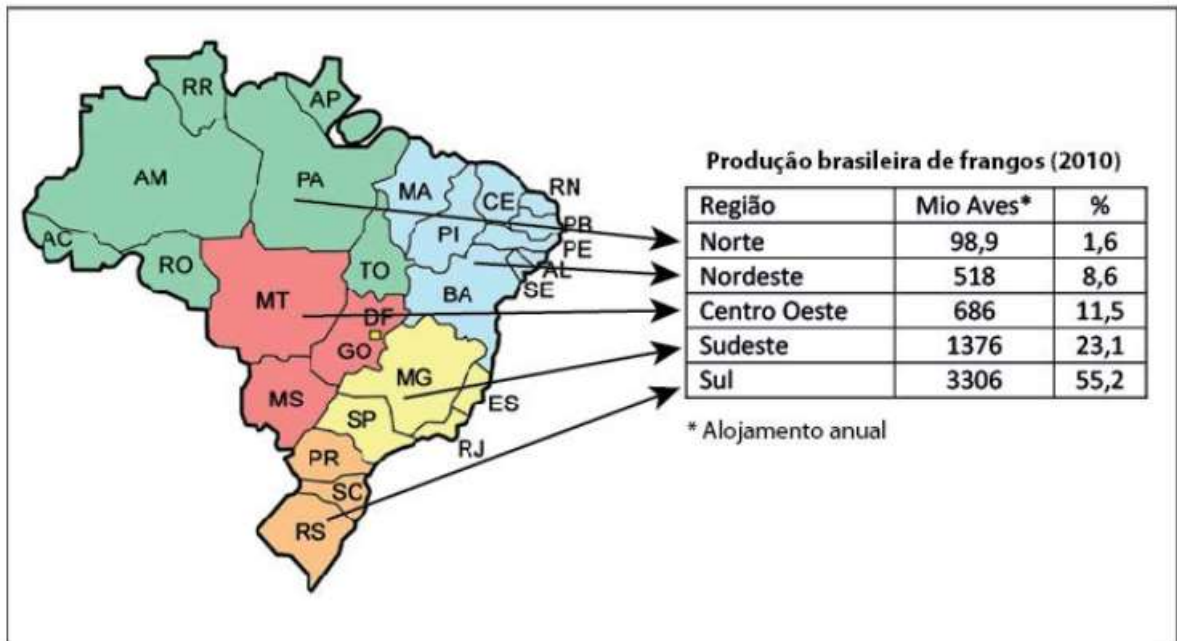 RR
AP
AM
PA
MA
CE
RN
PI
PB
PE
AC
RO
TO
AL
SE
BA
MT
DF
GO
MG
MS
ES
SP
RJ
PR
SC
RS
Produção brasileira de frangos (2010)
Região Mio Aves* %
Norte 98,9 1,6
Nordeste 518 8,6
Centro Oeste 686 11,5
Sudeste 1376 23,1
Sul 3306 55,2
* Alojamento anual